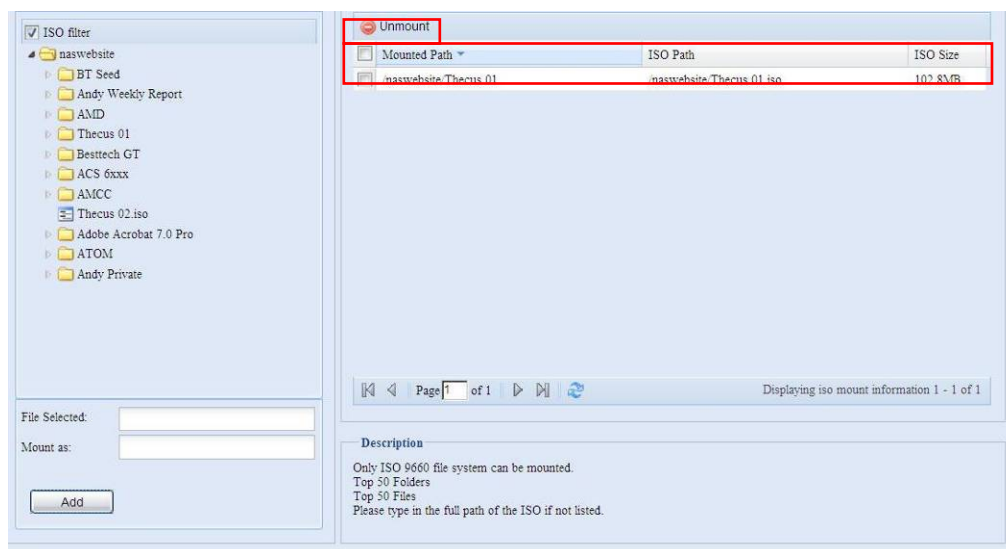 ISO filter
naswebsite
BT Seed
Andy Weekly Report
AMD
Thecus 01
Besttech GT
ACS 6xxx
AMCC
Thecus 02.iso
Adobe Acrobat 7.0 Pro
ATOM
Andy Private
File Selected:
Mount as:
Add
Unmount
Mounted Path ISO Path ISO Size
/naswebsite/Thecus 01 /naswebsite/Thecus 01.iso 102.8MB
Page 1 of 1 Displaying iso mount information 1 - 1 of 1
Description
Only ISO 9660 file system can be mounted.
Top 50 Folders
Top 50 Files
Please type in the full path of the ISO if not listed.